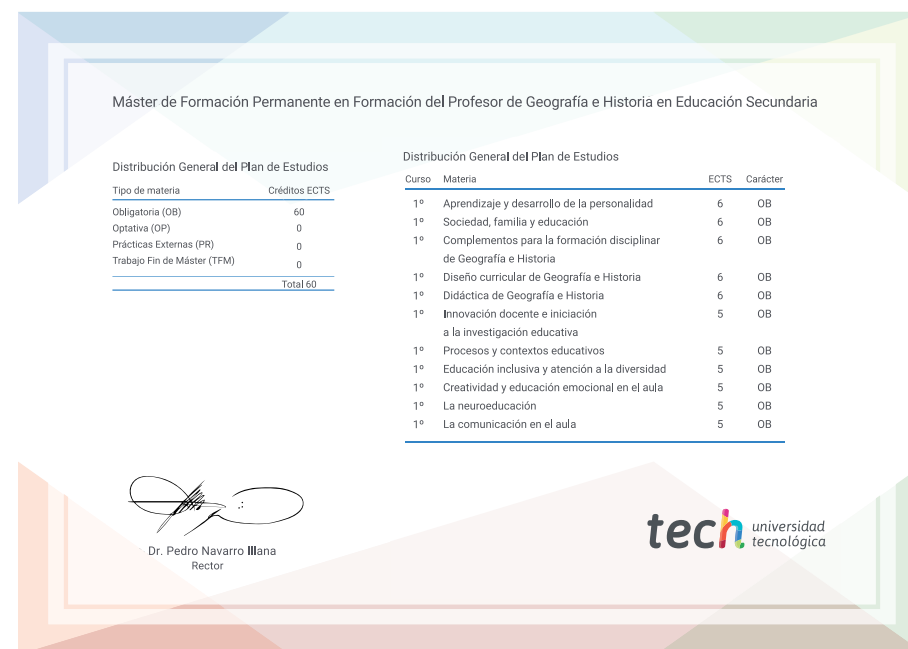 Máster de Formación Permanente en Formación del Profesor de Geografía e Historia en Educación Secundaria
Distribución General del Plan de Estudios
Tipo de materia Créditos ECTS
Obligatoria (OB) 60
Optativa (OP) 0
Prácticas Externas (PR) 0
Trabajo Fin de Máster (TFM) 0
Total 60
Distribución General del Plan de Estudios
Curso Materia ECTS Carácter
1º Aprendizaje y desarrollo de la personalidad 6 OB
1º Sociedad, familia y educación 6 OB
1º Complementos para la formación disciplinar 6 OB
de Geografía e Historia
1º Diseño curricular de Geografía e Historia 6 OB
1º Didáctica de Geografía e Historia 6 OB
1º Innovación docente e iniciación 5 OB
a la investigación educativa
1º Procesos y contextos educativos 5 OB
1º Educación inclusiva y atención a la diversidad 5 OB
1º Creatividad y educación emocional en el aula 5 OB
1º La neuroeducación 5 OB
1º La comunicación en el aula 5 OB
Dr. Pedro Navarro Illana
Rector
tech universidad
tecnológica